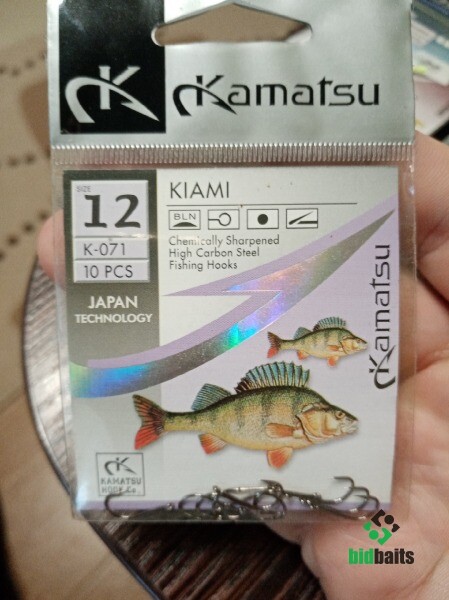 Kamatsu
SIZE
12
K-071
10 PCS
JAPAN
TECHNOLOGY
KIAMI
BLN
Chemically Sharpened
High Carbon Steel
Fishing Hooks
Kamatsu
KAMATSU
HOOK Co.
bidbaits